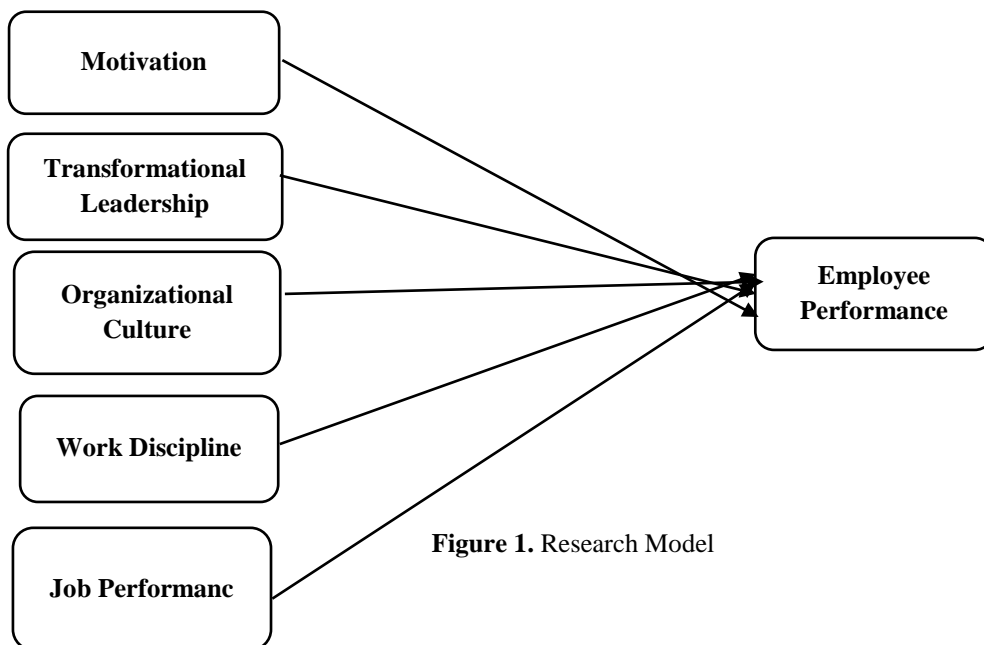 Motivation
Transformational
Leadership
Organizational
Culture
Work Discipline
Job Performanc
Employee
Performance
Figure 1. Research Model